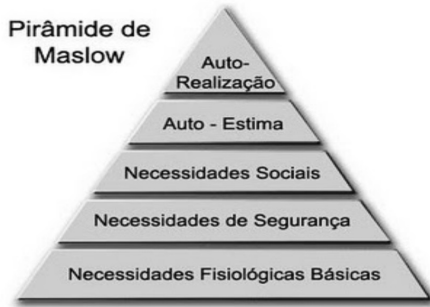 Pirâmide de
Maslow
Auto-
Realização
Auto - Estima
Necessidades Sociais
Necessidades de Segurança
Necessidades Fisiológicas Básicas